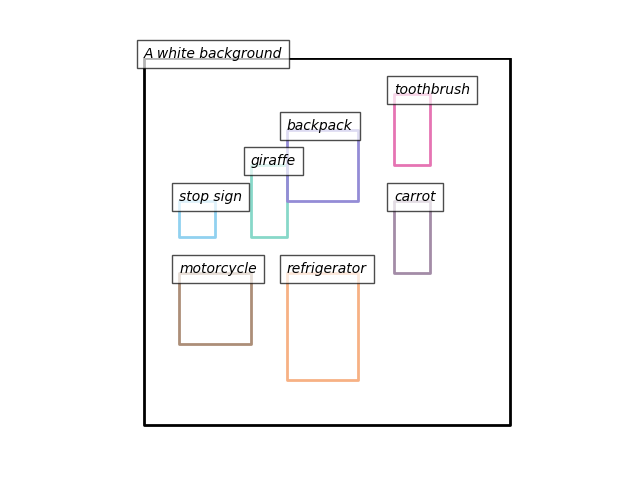 A white background
toothbrush
backpack
giraffe
stop sign
carrot
motorcycle
refrigerator